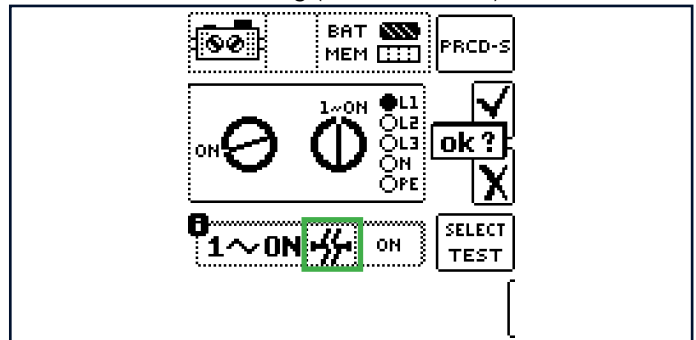 BAT
MEM
PRCD-S
1~ON
L1
L2
L3
N
PE
ON
ok?
1~ON
ON
SELECT
TEST